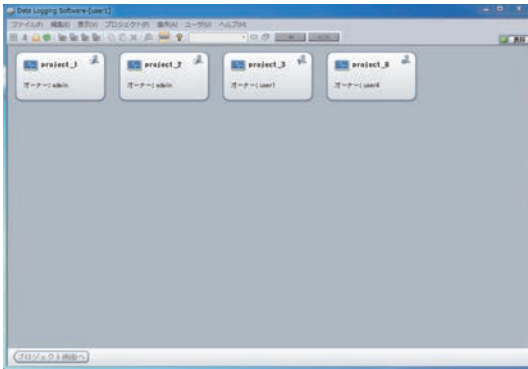 Data Logging Software-[user1]
ファイル(F) 編集(E) 表示(V) プロジェクト(P) 操作(A) ユーザ(U) ヘルプ(H)
project_1
オーナー: admin
project_2
オーナー: admin
project_3
オーナー: user1
project_6
オーナー: user4
プロジェクト画面へ